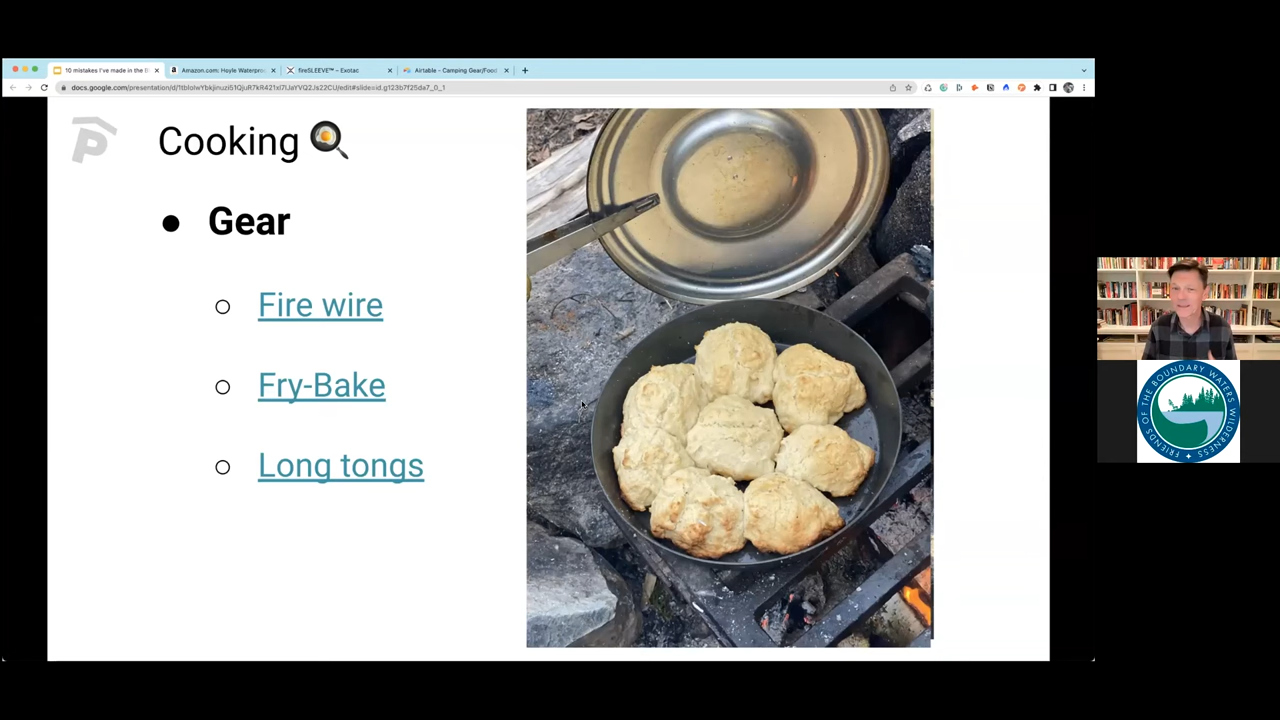 10 mistakes I've made in the B
Amazon.com: Hoyle Waterproo
fireSLEEVE™ – Exotac
Airtable - Camping Gear/Food
Cooking
Gear
Fire wire
Fry-Bake
Long tongs
FRIENDS OF THE BOUNDARY WATERS WILDERNESS